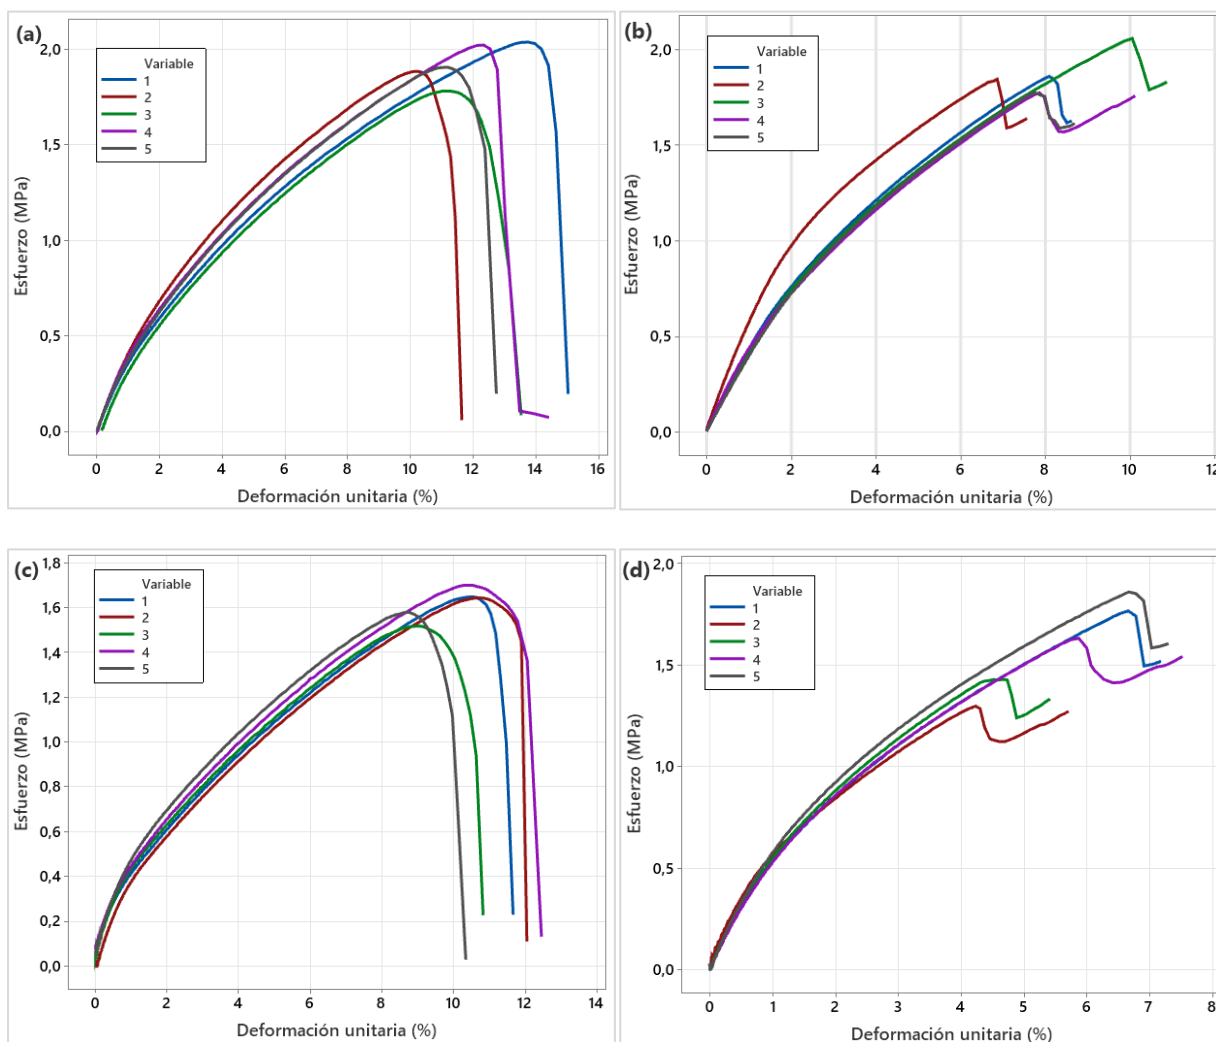 (a)
Variable
1
2
3
4
5
2,0
1,5
1,0
0,5
0,0
Esfuerzo (MPa)
0 2 4 6 8 10 12 14 16
Deformación unitaria (%)
(b)
Variable
1
2
3
4
5
2,0
1,5
1,0
0,5
0,0
Esfuerzo (MPa)
0 2 4 6 8 10 12
Deformación unitaria (%)
(c)
Variable
1
2
3
4
5
1,8
1,6
1,4
1,2
1,0
0,8
0,6
0,4
0,2
0,0
Esfuerzo (MPa)
0 2 4 6 8 10 12 14
Deformación unitaria (%)
(d)
Variable
1
2
3
4
5
2,0
1,5
1,0
0,5
0,0
Esfuerzo (MPa)
0 1 2 3 4 5 6 7 8
Deformación unitaria (%)